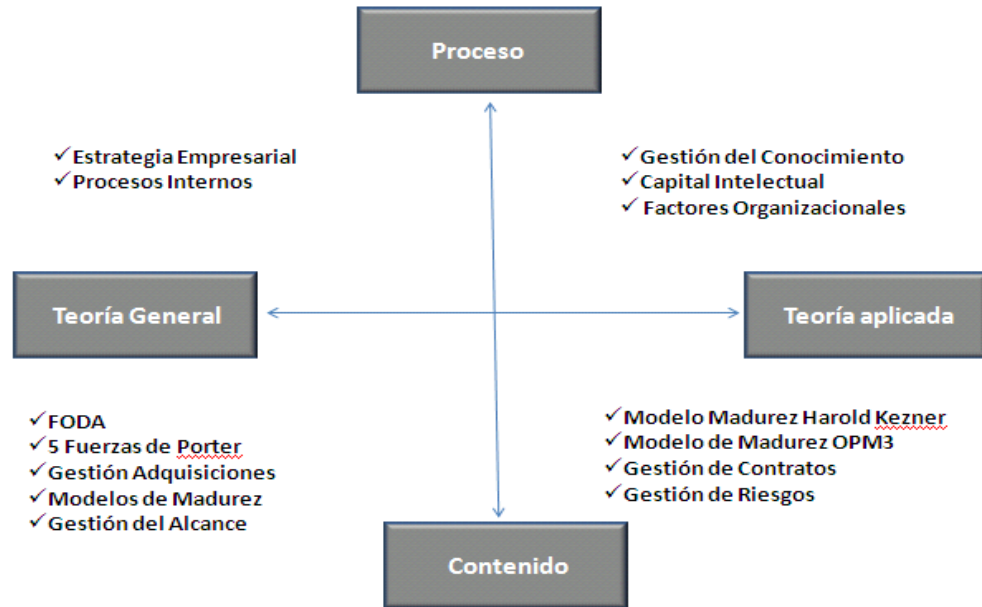 Proceso
✓Estrategia Empresarial
✓Procesos Internos
✓Gestión del Conocimiento
✓Capital Intelectual
✓ Factores Organizacionales
Teoría General
Teoría aplicada
✓FODA
✓5 Fuerzas de Porter
✓Gestión Adquisiciones
✓Modelos de Madurez
✓Gestión del Alcance
✓Modelo Madurez Harold Kezner
✓Modelo de Madurez OPM3
✓Gestión de Contratos
✓Gestión de Riesgos
Contenido